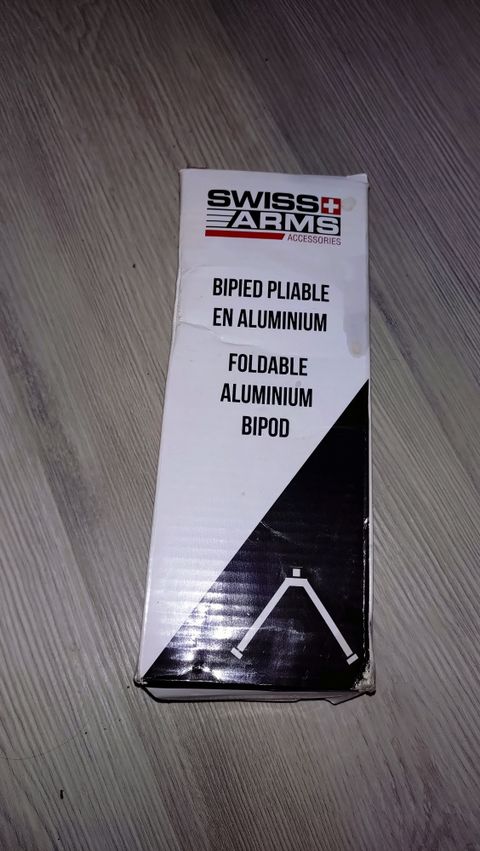 SWISS
ARMS
ACCESSORIES
BIPIED PLIABLE
EN ALUMINIUM
FOLDABLE
ALUMINIUM
BIPOD